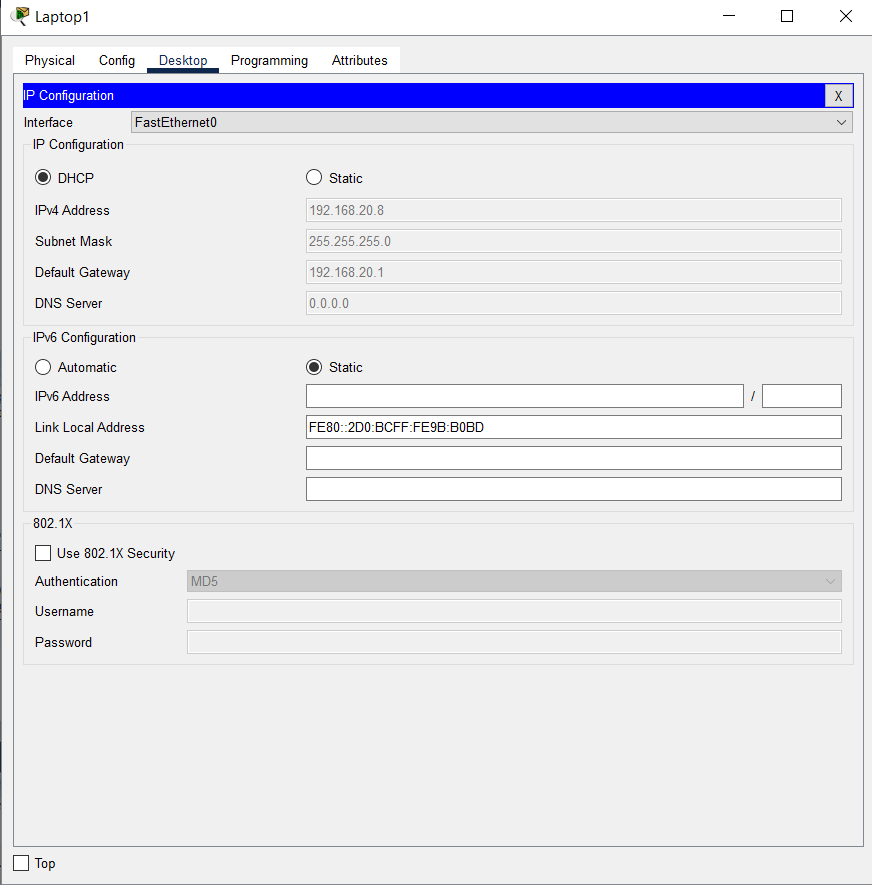 Laptop1
Physical Config Desktop Programming Attributes
IP Configuration X
Interface FastEthernet0
IP Configuration
DHCP Static
IPv4 Address 192.168.20.8
Subnet Mask 255.255.255.0
Default Gateway 192.168.20.1
DNS Server 0.0.0.0
IPv6 Configuration
Automatic Static
IPv6 Address /
Link Local Address FE80::2D0:BCFF:FE9B:B0BD
Default Gateway
DNS Server
802.1X
Use 802.1X Security
Authentication MD5
Username
Password
Top